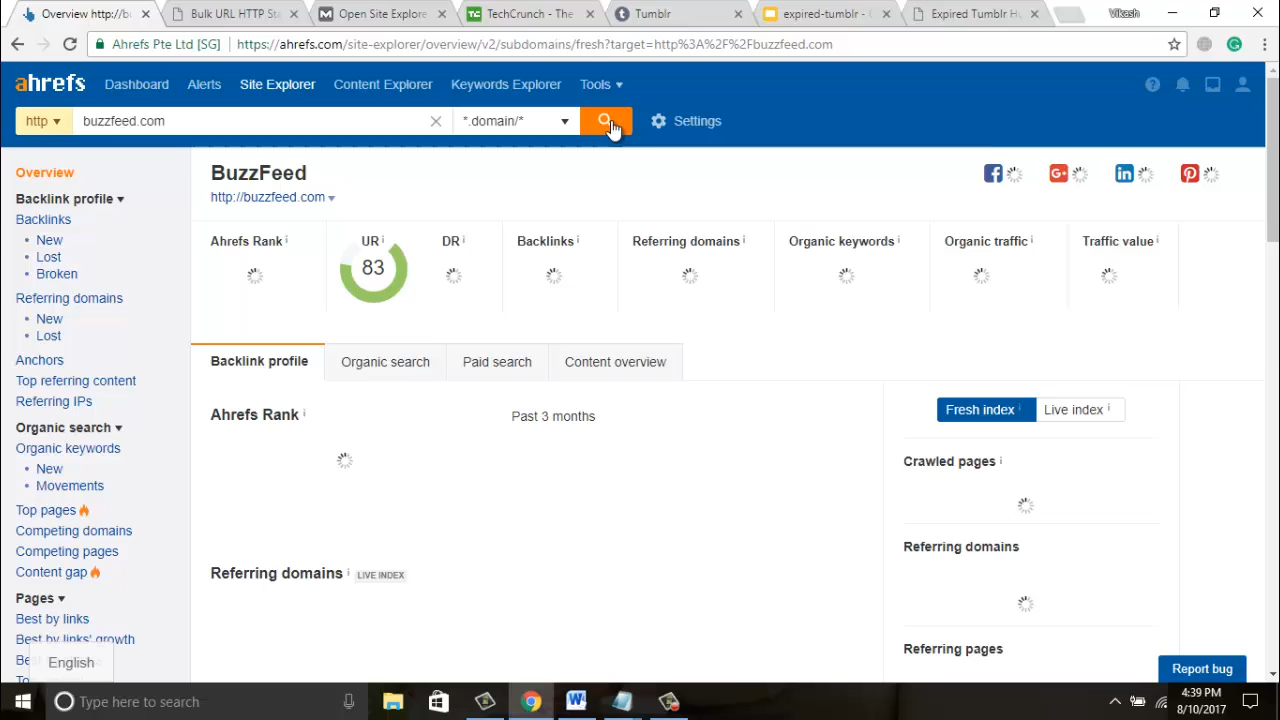 Overview http://bu
Bulk URL HTTP Sta
Open Site Explore
TechCrunch - The
Tumblr
expired-tumblr -
Expired Tumblr Hu
Vikash
Ahrefs Pte Ltd [SG]
https://ahrefs.com/site-explorer/overview/v2/subdomains/fresh?target=http%3A%2F%2Fbuzzfeed.com
ahrefs
Dashboard
Alerts
Site Explorer
Content Explorer
Keywords Explorer
Tools
http
buzzfeed.com
*.domain/*
Settings
Overview
Backlink profile
Backlinks
New
Lost
Broken
Referring domains
New
Lost
Anchors
Top referring content
Referring IPs
Organic search
Organic keywords
New
Movements
Top pages
Competing domains
Competing pages
Content gap
Pages
Best by links
Best by links' growth
English
BuzzFeed
http://buzzfeed.com
Ahrefs Rank
UR
83
DR
Backlinks
Referring domains
Organic keywords
Organic traffic
Traffic value
Backlink profile
Organic search
Paid search
Content overview
Ahrefs Rank
Past 3 months
Referring domains
LIVE INDEX
Fresh index
Live index
Crawled pages
Referring domains
Referring pages
Report bug
Type here to search
4:39 PM
8/10/2017